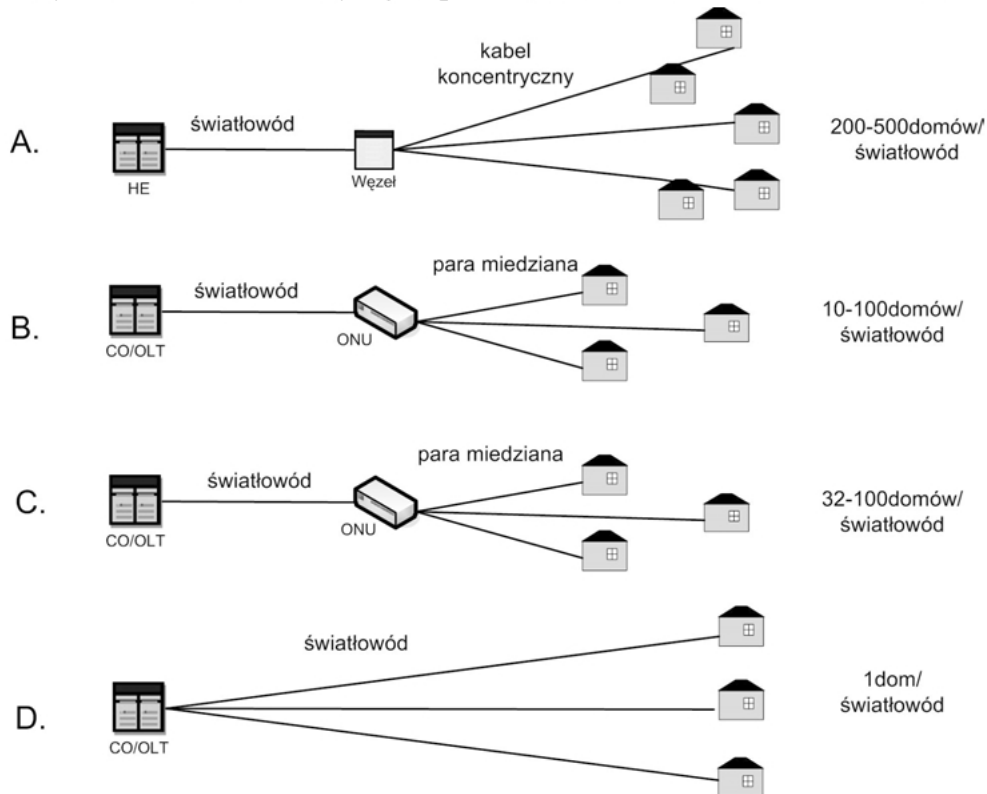 kabel
koncentryczny
światłowód
A.
HE
Węzeł
200-500domów/
światłowód
para miedziana
światłowód
B.
CO/OLT
ONU
10-100domów/
światłowód
para miedziana
światłowód
C.
CO/OLT
ONU
32-100domów/
światłowód
światłowód
D.
CO/OLT
1dom/
światłowód